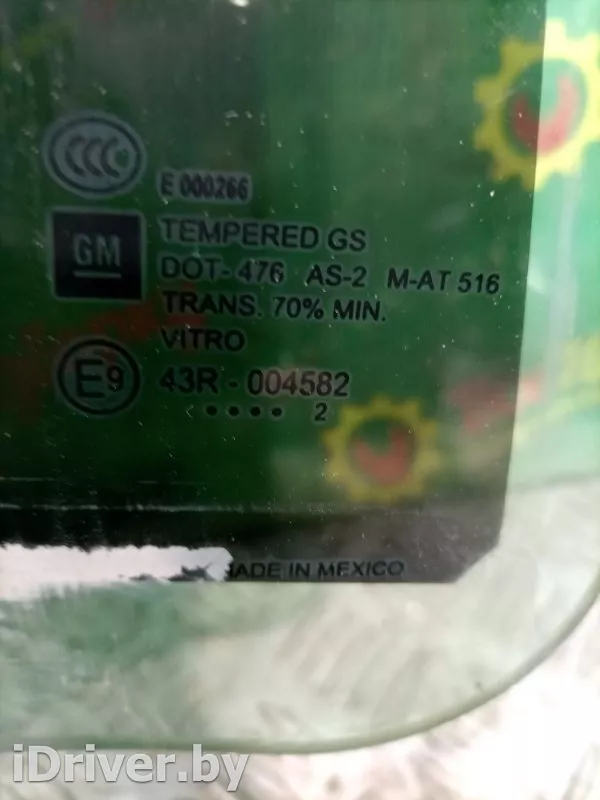 CCC
E 000266
GM
TEMPERED GS
DOT-476 AS-2 M-AT 516
TRANS. 70% MIN.
VITRO
E9
43R - 004582
• • • • 2
MADE IN MEXICO
iDriver.by